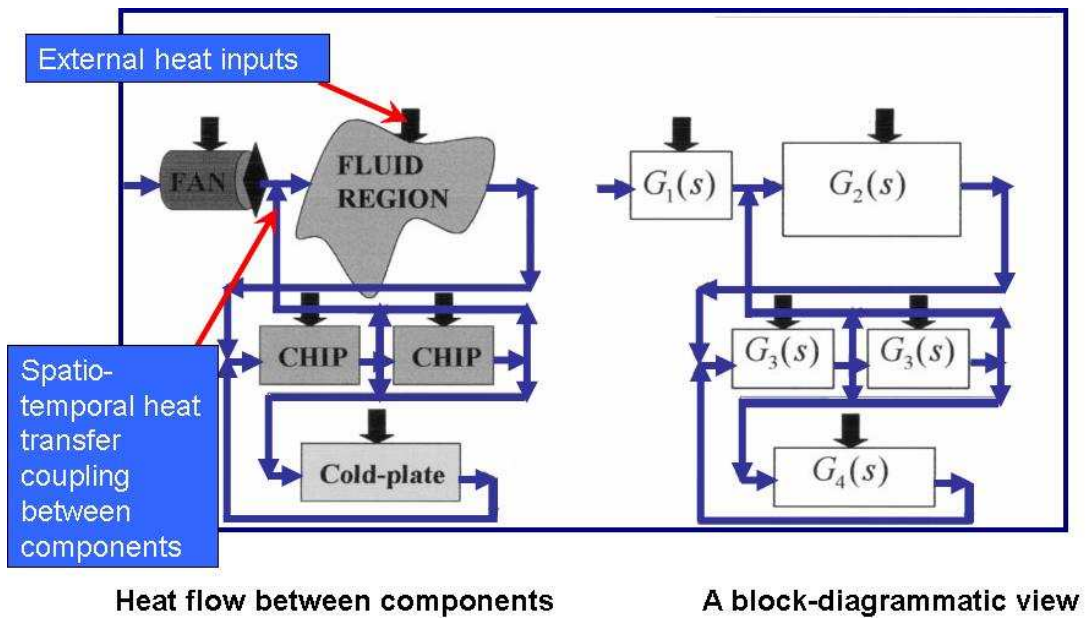 External heat inputs
FAN
FLUID
REGION
CHIP
CHIP
Cold-plate
Spatio-
temporal heat
transfer
coupling
between
components
G₁(s)
G₂(s)
G₃(s)
G₃(s)
G₄(s)
Heat flow between components
A block-diagrammatic view